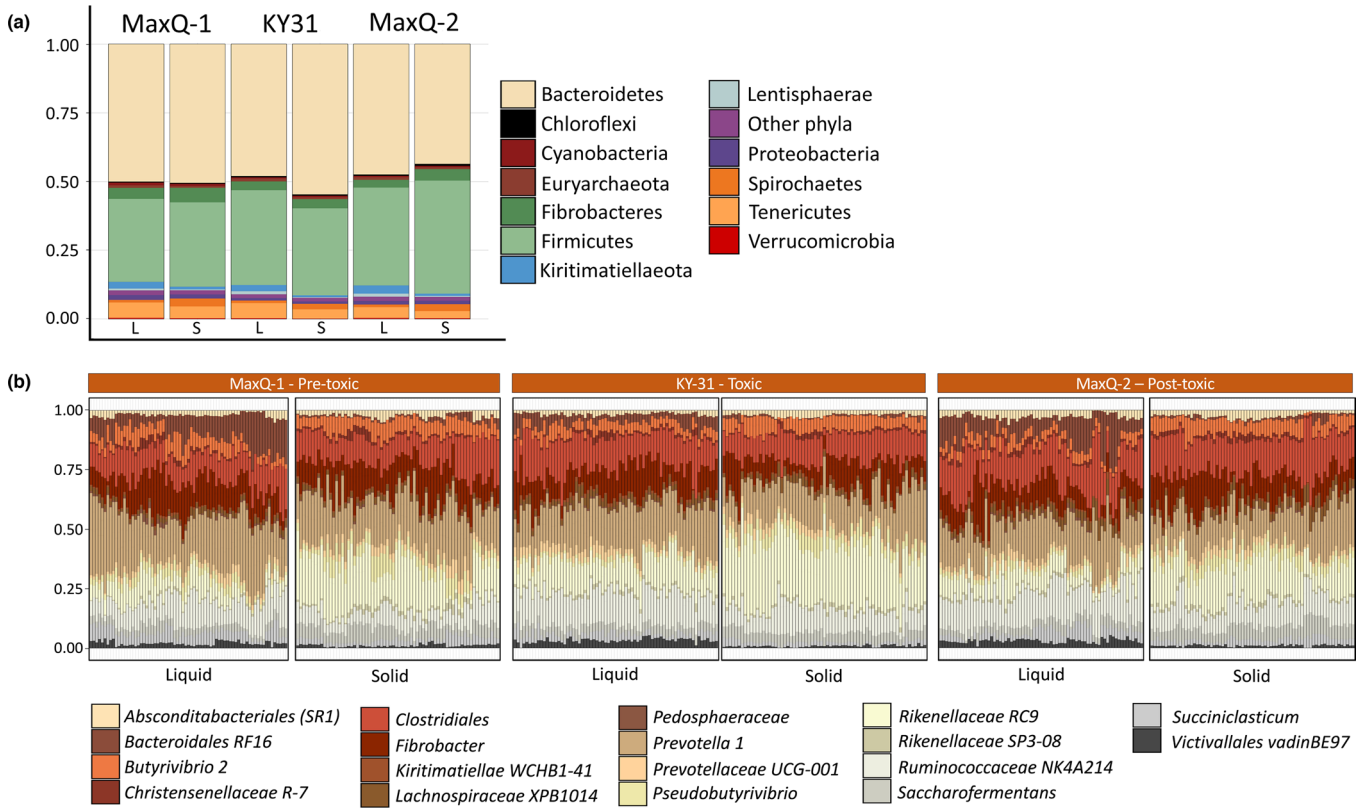 (a)
MaxQ-1 KY31 MaxQ-2
1.00
0.75
0.50
0.25
0.00
L S L S L S
Bacteroidetes
Chloroflexi
Cyanobacteria
Euryarchaeota
Fibrobacteres
Firmicutes
Kiritimatiellaeota
Lentisphaerae
Other phyla
Proteobacteria
Spirochaetes
Tenericutes
Verrucomicrobia
(b)
MaxQ-1 - Pre-toxic KY-31 - Toxic MaxQ-2 – Post-toxic
1.00
0.75
0.50
0.25
0.00
Liquid Solid Liquid Solid Liquid Solid
Absconditabacteriales (SR1)
Bacteroidales RF16
Butyrivibrio 2
Christensenellaceae R-7
Clostridiales
Fibrobacter
Kiritimatiellae WCHB1-41
Lachnospiraceae XPB1014
Pedosphaeraceae
Prevotella 1
Prevotellaceae UCG-001
Pseudobutyrivibrio
Rikenellaceae RC9
Rikenellaceae SP3-08
Ruminococcaceae NK4A214
Saccharofermentans
Succiniclasticum
Victivallales vadinBE97